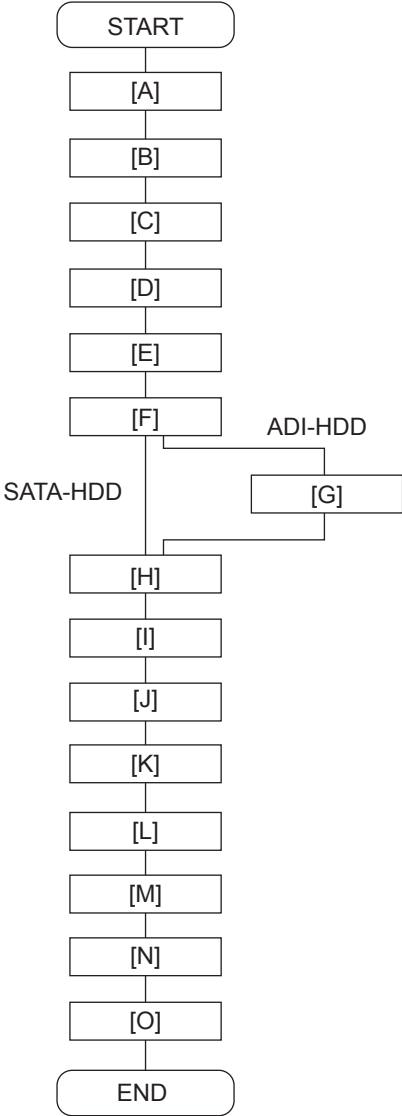 START
[A]
[B]
[C]
[D]
[E]
[F]
ADI-HDD
SATA-HDD
[G]
[H]
[I]
[J]
[K]
[L]
[M]
[N]
[O]
END